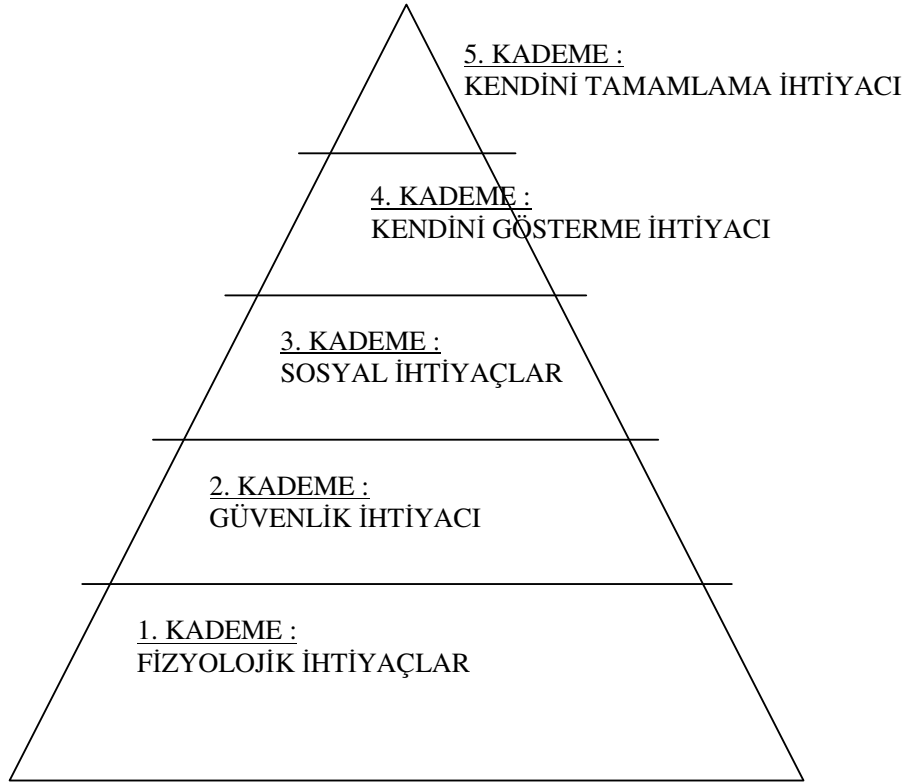 5. KADEME :
KENDİNİ TAMAMLAMA İHTİYACI
4. KADEME :
KENDİNİ GÖSTERME İHTİYACI
3. KADEME :
SOSYAL İHTİYAÇLAR
2. KADEME :
GÜVENLİK İHTİYACI
1. KADEME :
FİZYOLOJİK İHTİYAÇLAR